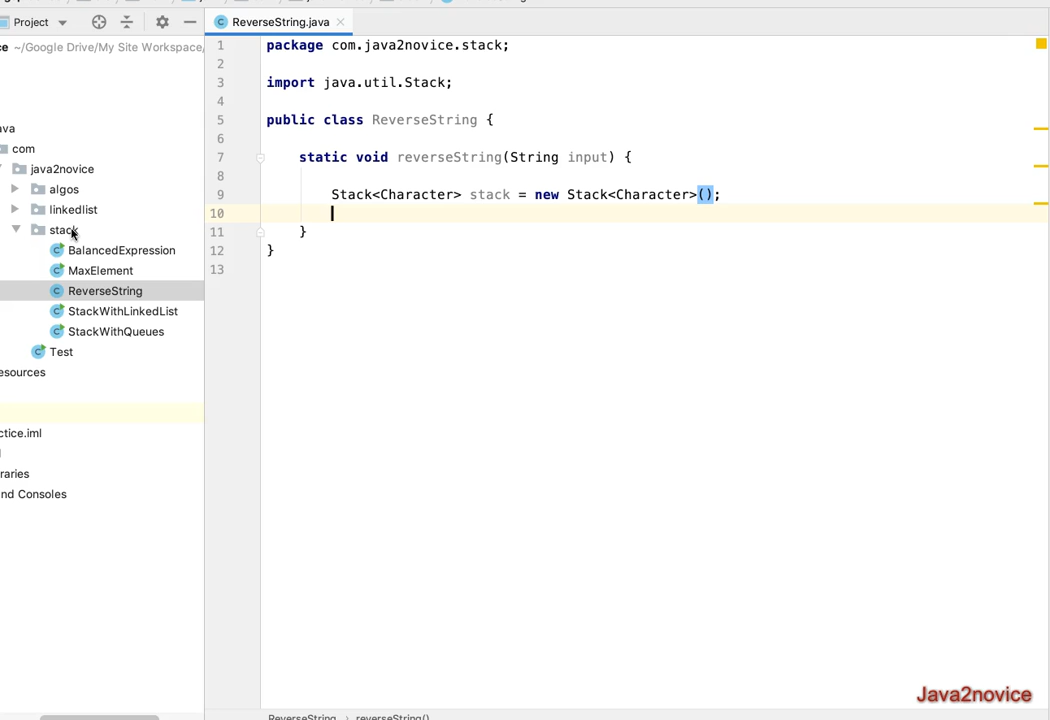 Project
ReverseString.java
ce ~/Google Drive/My Site Workspace/
ava
com
java2novice
algos
linkedlist
stack
BalancedExpression
MaxElement
ReverseString
StackWithLinkedList
StackWithQueues
Test
esources
ctice.iml
l
raries
nd Consoles
1 package com.java2novice.stack;
2
3 import java.util.Stack;
4
5 public class ReverseString {
6
7 static void reverseString(String input) {
8
9 Stack<Character> stack = new Stack<Character>();
10
11 }
12 }
13
ReverseString › reverseString()
Java2novice